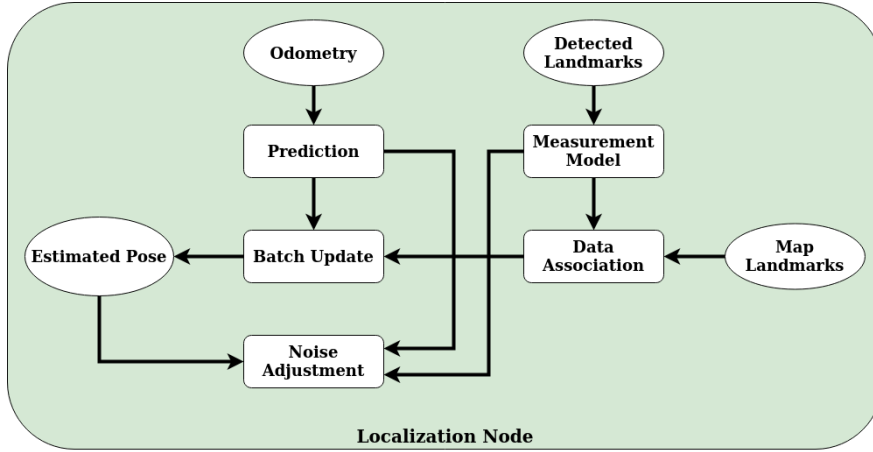 Odometry
Detected
Landmarks
Prediction
Measurement
Model
Estimated Pose
Batch Update
Data
Association
Map
Landmarks
Noise
Adjustment
Localization Node